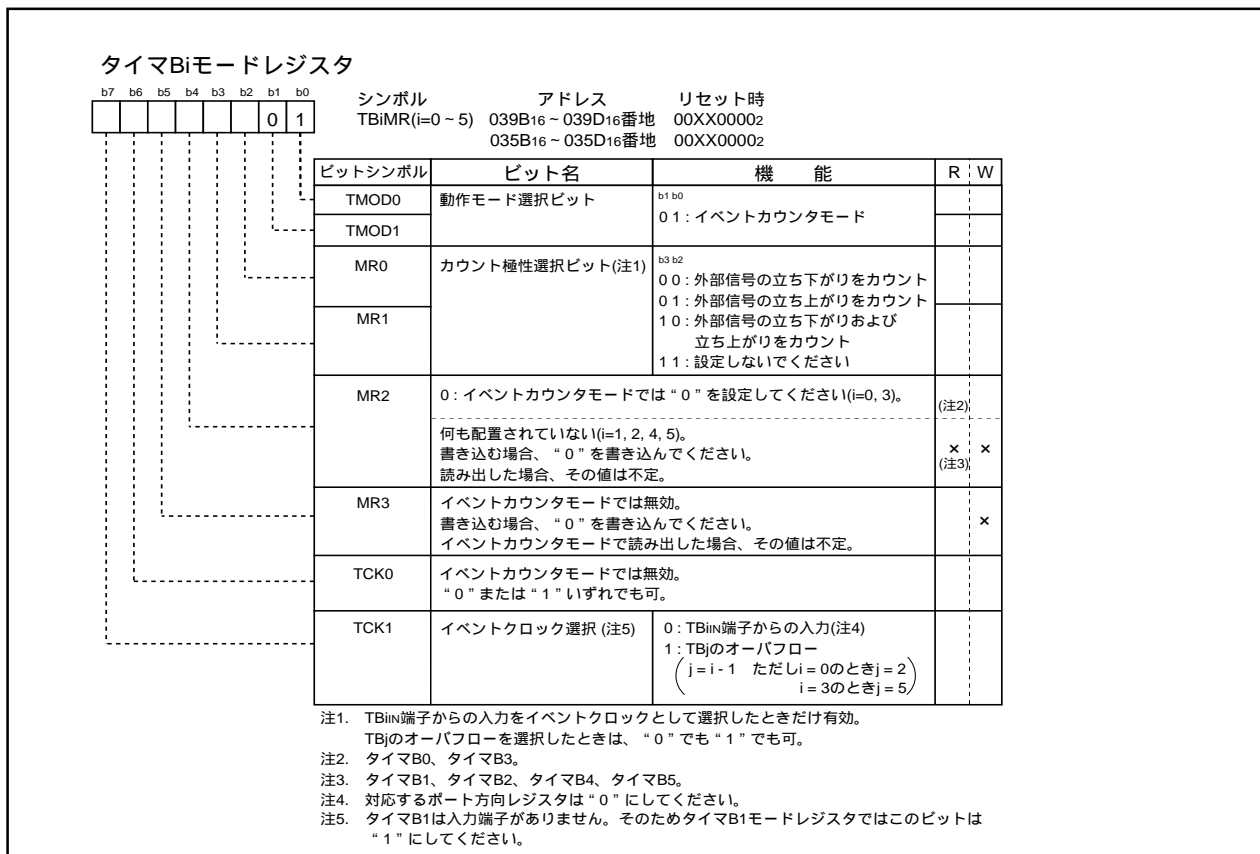 タイマBiモードレジスタ
b7 b6 b5 b4 b3 b2 b1 b0
0 1
シンボル アドレス リセット時
TBiMR(i=0 ~ 5) 039B16 ~ 039D16番地 00XX00002
035B16 ~ 035D16番地 00XX00002
ビットシンボル ビット名 機 能 R W
TMOD0 動作モード選択ビット b1 b0
0 1 : イベントカウンタモード
TMOD1
MR0 カウント極性選択ビット(注1) b3 b2
0 0 : 外部信号の立ち下がりをカウント
0 1 : 外部信号の立ち上がりをカウント
MR1 1 0 : 外部信号の立ち下がりおよび
立ち上がりをカウント
1 1 : 設定しないでください
MR2 0 : イベントカウンタモードでは “ 0 ” を設定してください(i=0, 3)。 (注2)
何も配置されていない(i=1, 2, 4, 5)。
書き込む場合、 “ 0 ” を書き込んでください。 × ×
読み出した場合、その値は不定。 (注3)
MR3 イベントカウンタモードでは無効。
書き込む場合、 “ 0 ” を書き込んでください。 ×
イベントカウンタモードで読み出した場合、その値は不定。
TCK0 イベントカウンタモードでは無効。
“ 0 ” または “ 1 ” いずれでも可。
TCK1 イベントクロック選択 (注5) 0 : TBiIN端子からの入力(注4)
1 : TBjのオーバフロー
( j = i - 1 ただしi = 0のときj = 2
i = 3のときj = 5 )
注1. TBiIN端子からの入力をイベントクロックとして選択したときだけ有効。
TBjのオーバフローを選択したときは、 “ 0 ” でも “ 1 ” でも可。
注2. タイマB0、タイマB3。
注3. タイマB1、タイマB2、タイマB4、タイマB5。
注4. 対応するポート方向レジスタは “ 0 ” にしてください。
注5. タイマB1は入力端子がありません。そのためタイマB1モードレジスタではこのビットは
“ 1 ” にしてください。